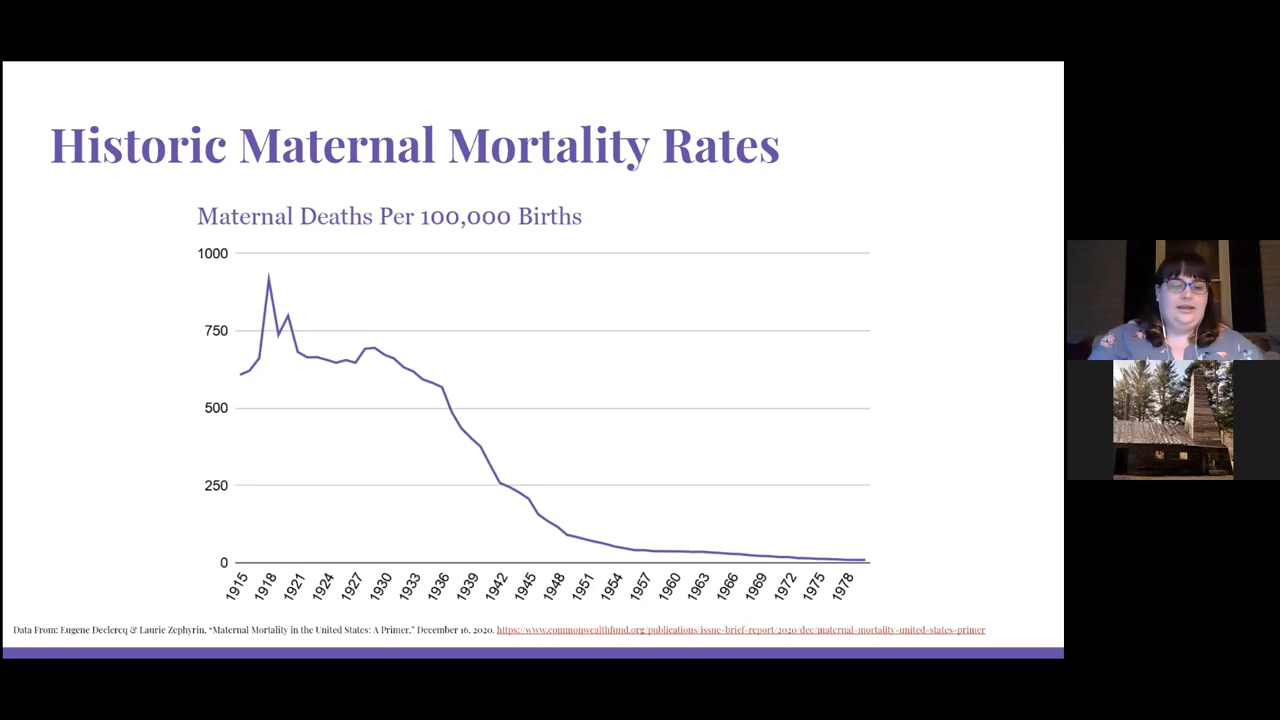 Historic Maternal Mortality Rates
Maternal Deaths Per 100,000 Births
1000
750
500
250
0
1915 1918 1921 1924 1927 1930 1933 1936 1939 1942 1945 1948 1951 1954 1957 1960 1963 1966 1969 1972 1975 1978
Data From: Eugene Declercq & Laurie Zephyrin, "Maternal Mortality in the United States: A Primer," December 16, 2020. https://www.commonwealthfund.org/publications/issue-brief-report/2020/dec/maternal-mortality-united-states-primer